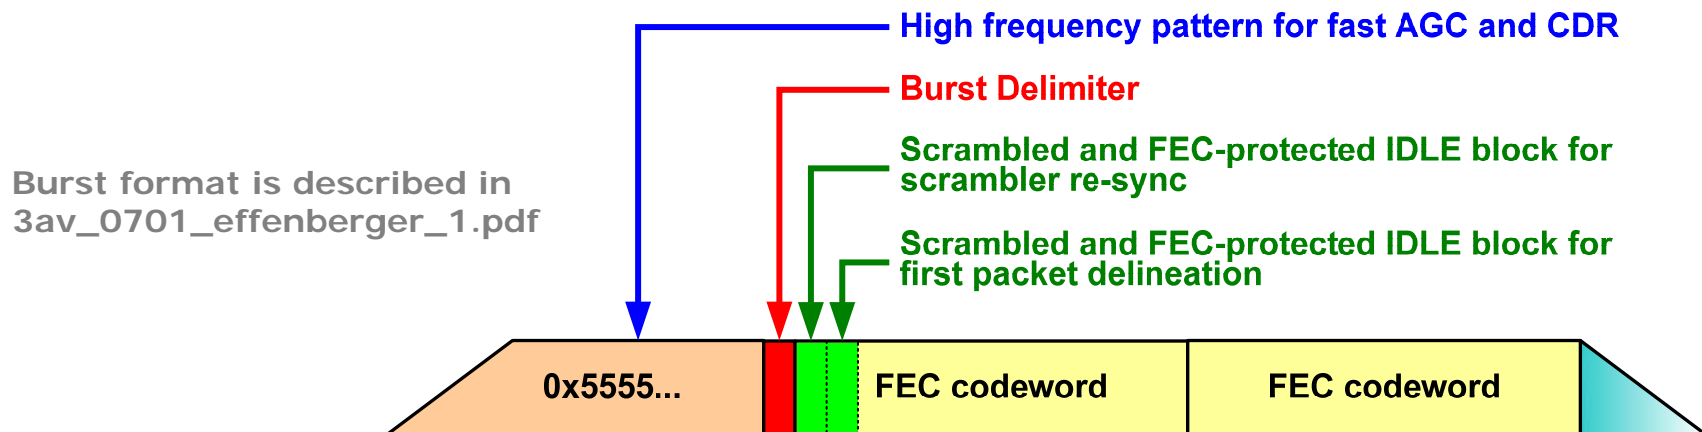 High frequency pattern for fast AGC and CDR
Burst Delimiter
Scrambled and FEC-protected IDLE block for
scrambler re-sync
Burst format is described in
3av_0701_effenberger_1.pdf
Scrambled and FEC-protected IDLE block for
first packet delineation
0x5555...
FEC codeword
FEC codeword